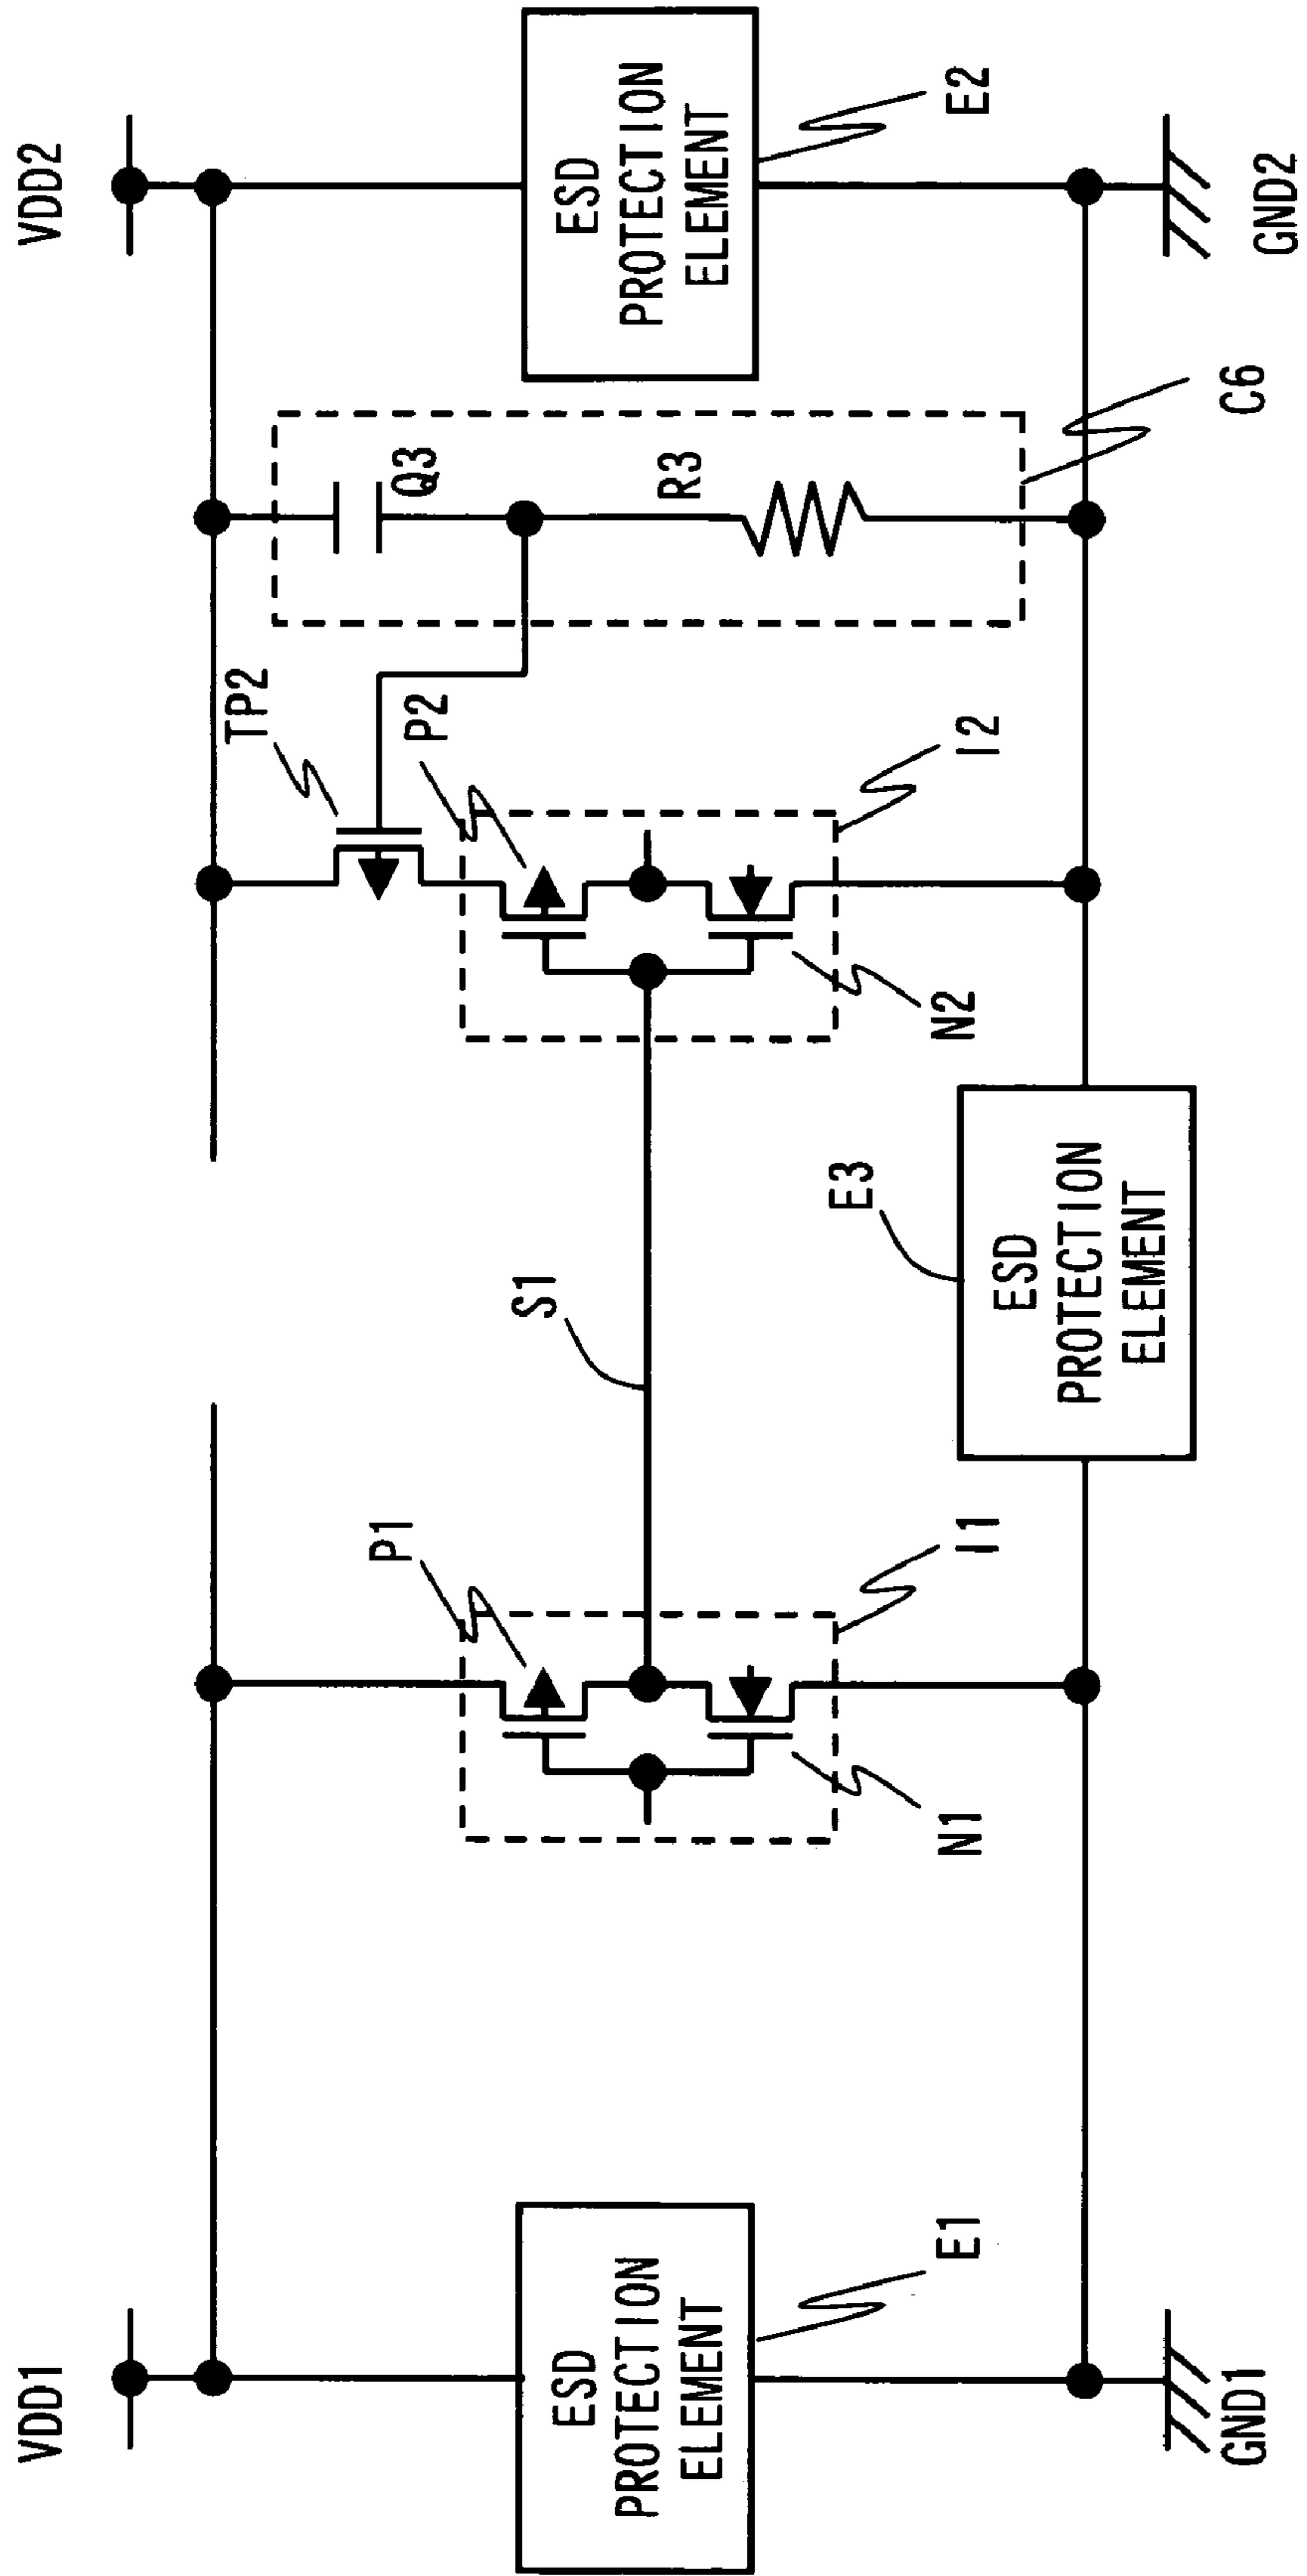 VDD1
VDD2
ESD
PROTECTION
ELEMENT
E1
GND1
P1
I1
N1
S1
E3
ESD
PROTECTION
ELEMENT
TP2
P2
I2
N2
Q3
R3
C6
ESD
PROTECTION
ELEMENT
E2
GND2